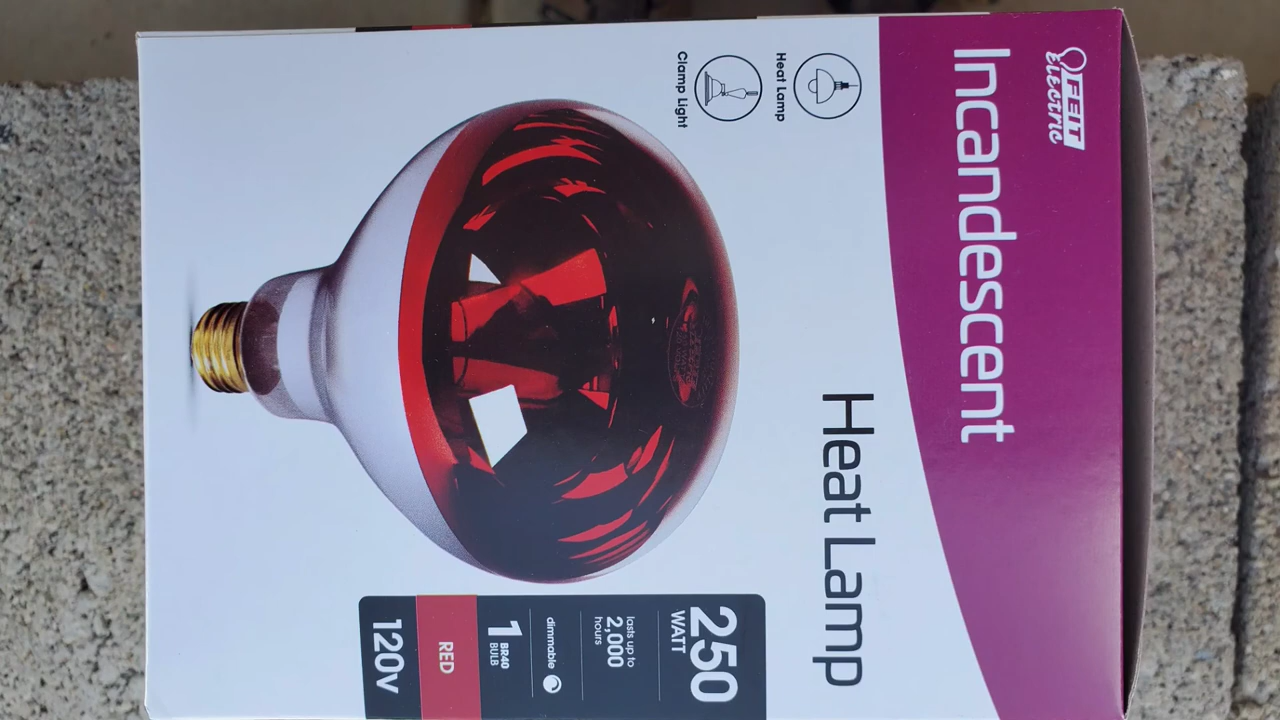 FEIT
electric
Incandescent
Heat Lamp
Heat Lamp
Clamp Light
250
WATT
lasts up to
2,000
hours
dimmable
1 BR40
BULB
RED
120v